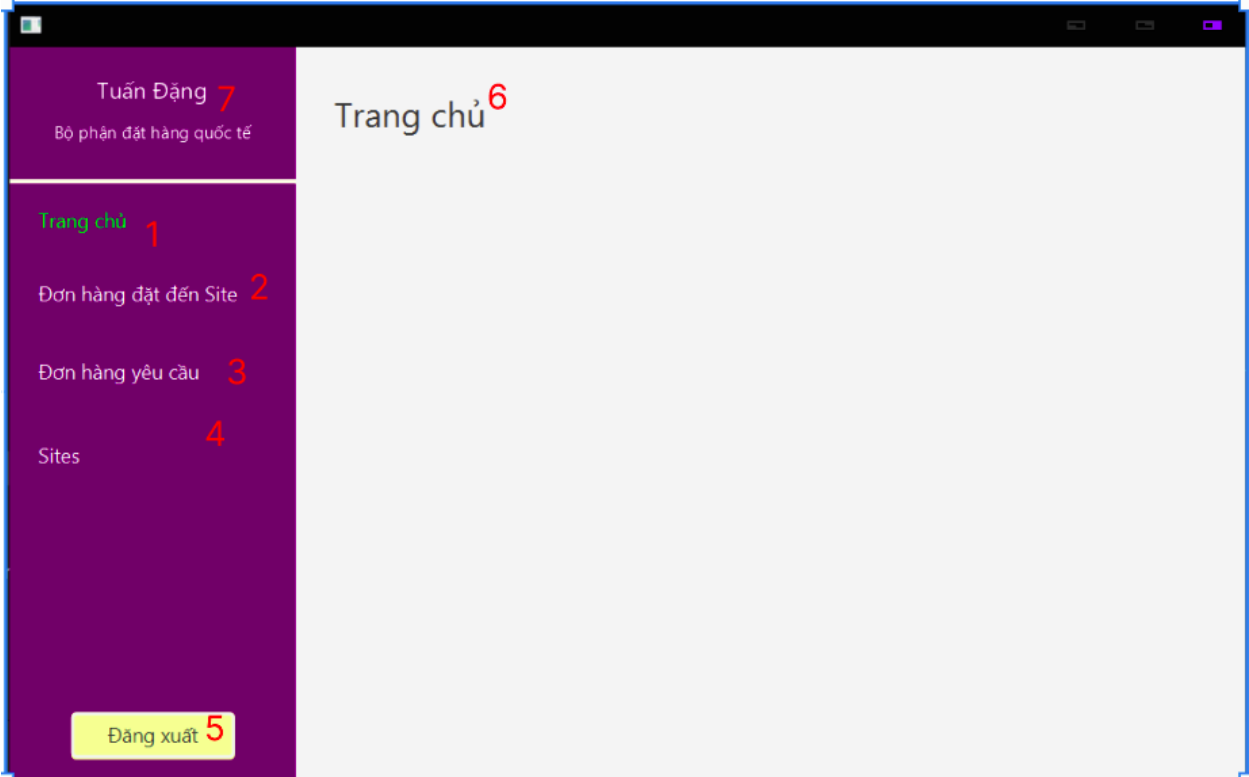 Tuấn Đặng 7
Bộ phận đặt hàng quốc tế
Trang chủ 6
Trang chủ 1
Đơn hàng đặt đến Site 2
Đơn hàng yêu cầu 3
4
Sites
Đăng xuất 5